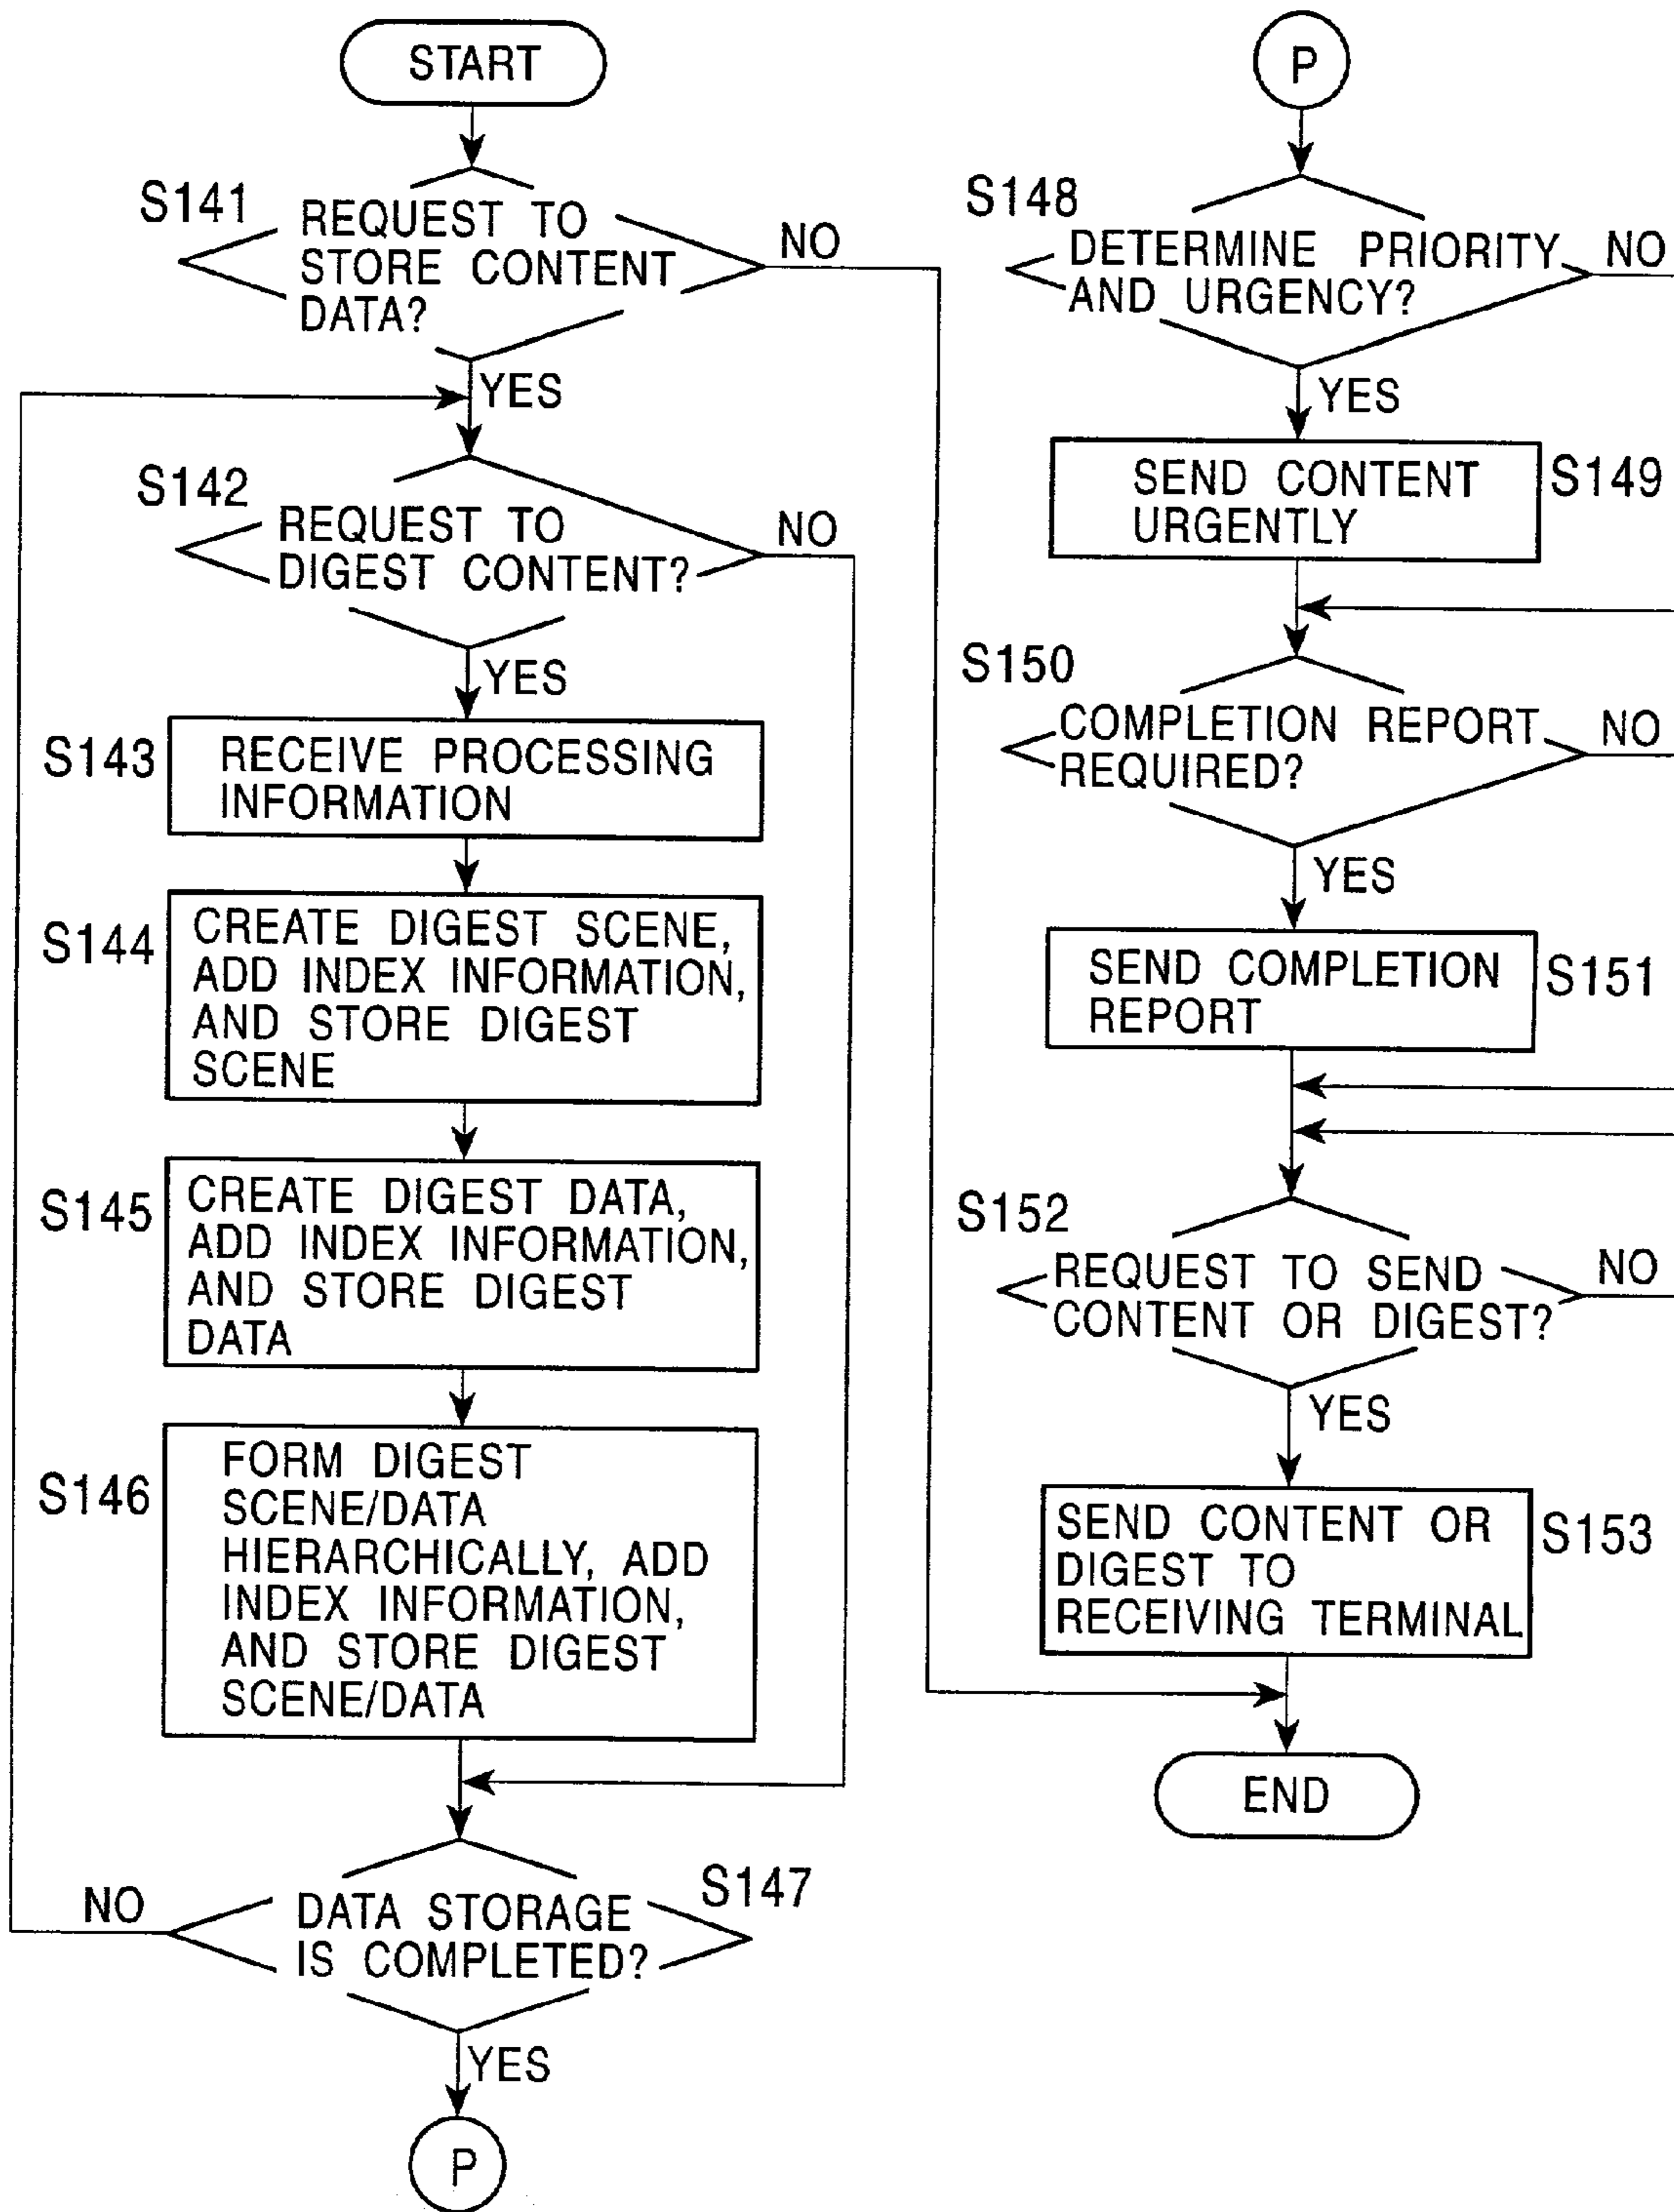 START
S141
REQUEST TO
STORE CONTENT
DATA?
NO
YES
S142
REQUEST TO
DIGEST CONTENT?
NO
YES
S143
RECEIVE PROCESSING
INFORMATION
S144
CREATE DIGEST SCENE,
ADD INDEX INFORMATION,
AND STORE DIGEST
SCENE
S145
CREATE DIGEST DATA,
ADD INDEX INFORMATION,
AND STORE DIGEST
DATA
S146
FORM DIGEST
SCENE/DATA
HIERARCHICALLY, ADD
INDEX INFORMATION,
AND STORE DIGEST
SCENE/DATA
S147
NO
DATA STORAGE
IS COMPLETED?
YES
P
P
S148
DETERMINE PRIORITY
AND URGENCY?
NO
YES
SEND CONTENT
URGENTLY
S149
S150
COMPLETION REPORT
REQUIRED?
NO
YES
SEND COMPLETION
REPORT
S151
S152
REQUEST TO SEND
CONTENT OR DIGEST?
NO
YES
SEND CONTENT OR
DIGEST TO
RECEIVING TERMINAL
S153
END